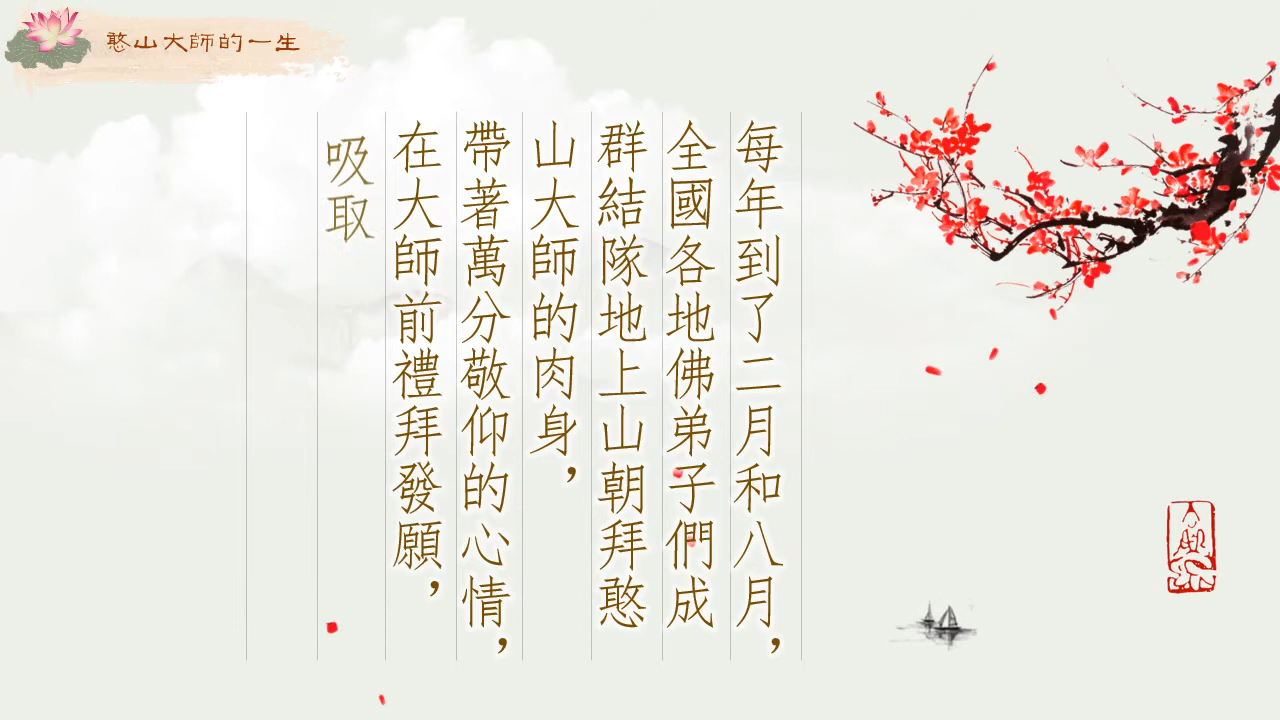 憨山大師的一生
每年到了二月和八月，
全國各地佛弟子們成
群結隊地上山朝拜憨
山大師的肉身，
帶著萬分敬仰的心情，
在大師前禮拜發願，
吸取